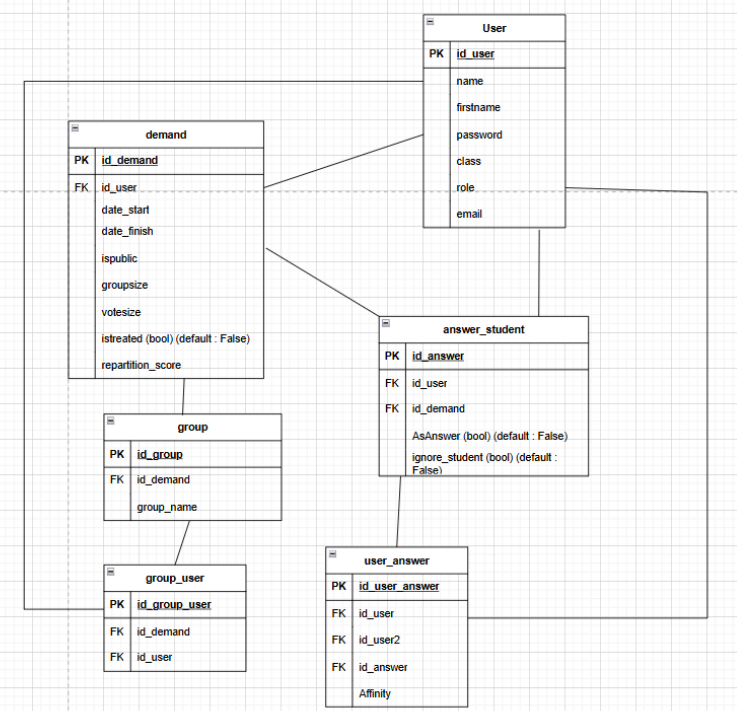 User
PK id_user
name
firstname
password
class
role
email
demand
PK id_demand
FK id_user
date_start
date_finish
ispublic
groupsize
votesize
istreated (bool) (default : False)
repartition_score
answer_student
PK id_answer
FK id_user
FK id_demand
AsAnswer (bool) (default : False)
ignore_student (bool) (default :
False)
group
PK id_group
FK id_demand
group_name
group_user
PK id_group_user
FK id_demand
FK id_user
user_answer
PK id_user_answer
FK id_user
FK id_user2
FK id_answer
Affinity